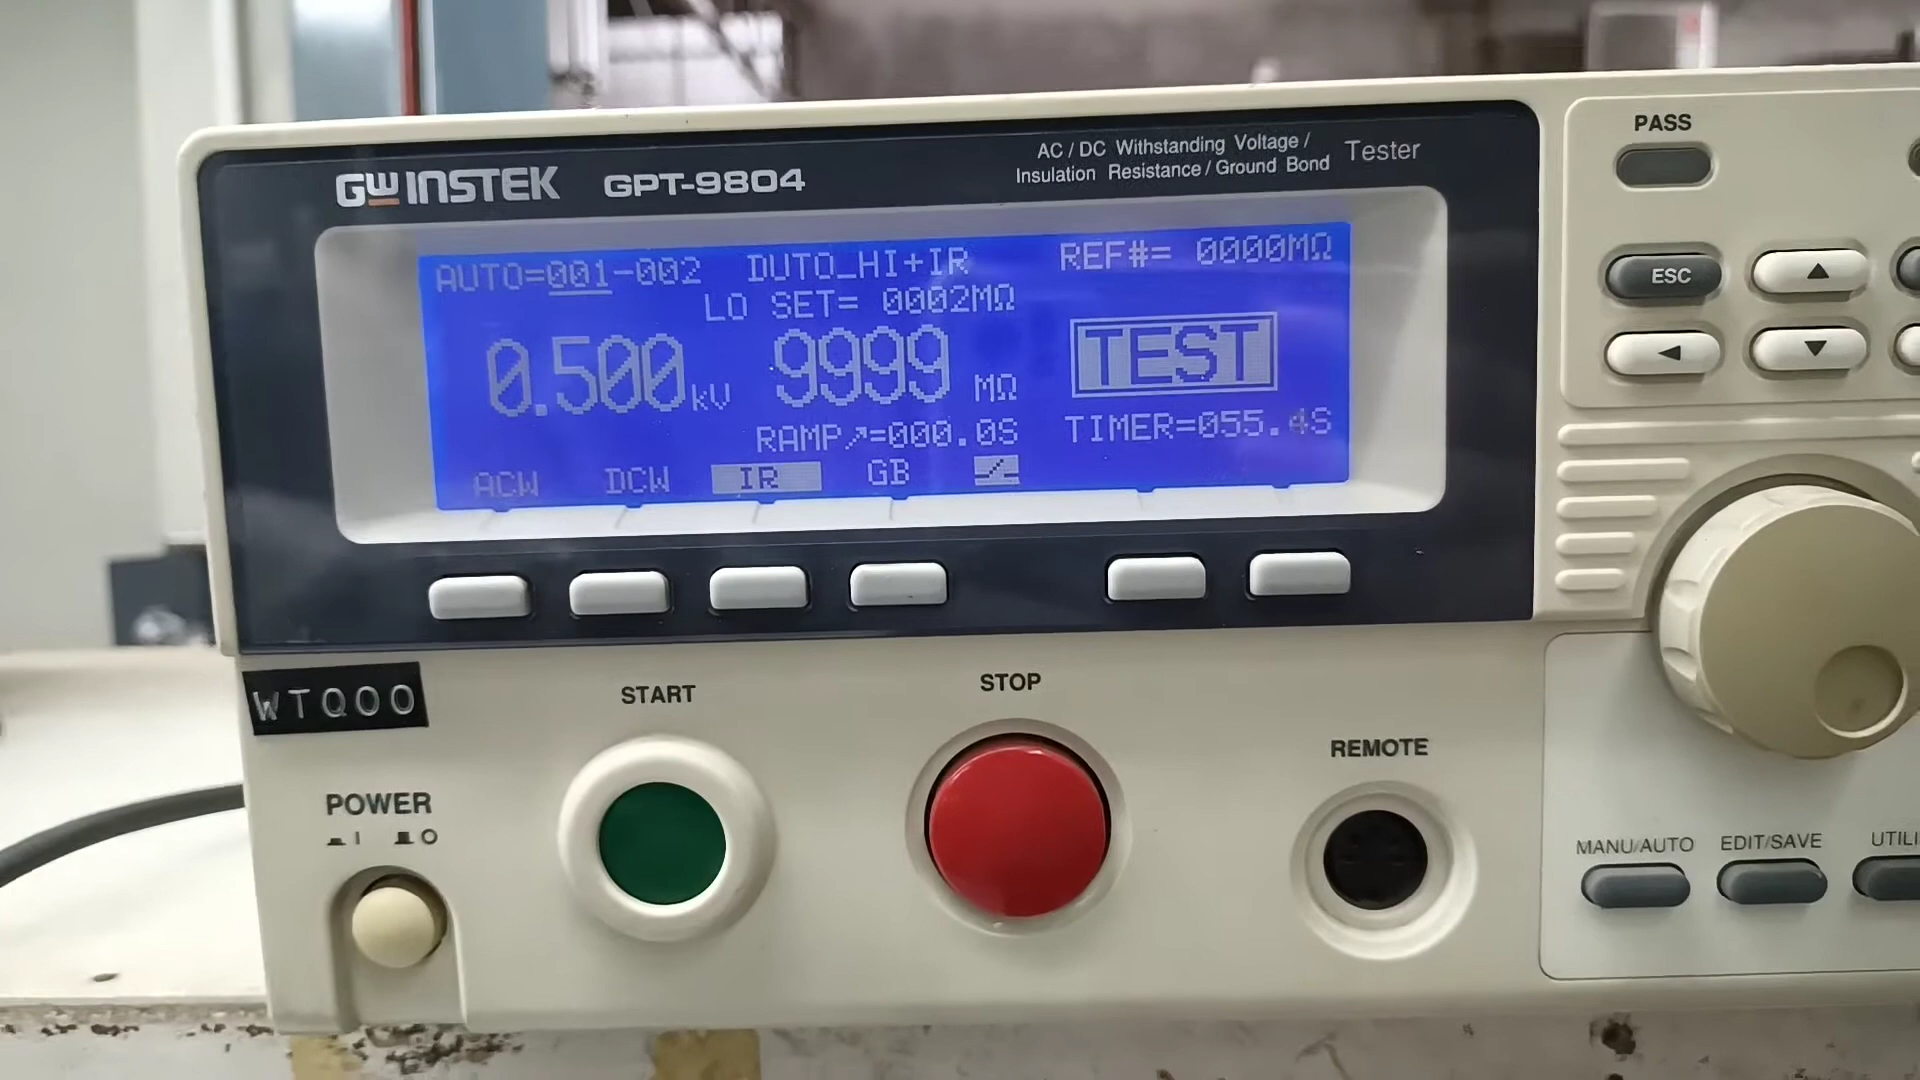 GWINSTEK GPT-9804
AC / DC Withstanding Voltage /
Insulation Resistance / Ground Bond Tester
AUTO=001-002 DUTO_HI+IR REF#= 0000MΩ
LO SET= 0002MΩ
0.500kV 9999 MΩ TEST
RAMP↗=000.0S TIMER=055.4S
ACW DCW IR GB
PASS
ESC
WTQ00
START
STOP
REMOTE
POWER
I O
MANU/AUTO EDIT/SAVE